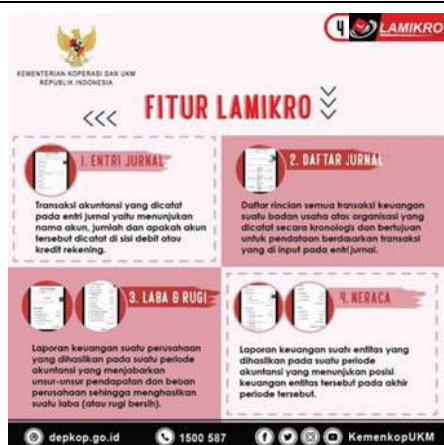 4 LAMIKRO
KEMENTERIAN KOPERASI DAN UKM
REPUBLIK INDONESIA
<<< FITUR LAMIKRO
1. ENTRI JURNAL
Transaksi akuntansi yang dicatat
pada entri jurnal yaitu menunjukan
nama akun, jumlah dan apakah akun
tersebut dicatat di sisi debit atau
kredit rekening.
2. DAFTAR JURNAL
Daftar rincian semua transaksi keuangan
suatu badan usaha atas organisasi yang
dicatat secara kronologis dan bertujuan
untuk pendataan berdasarkan transaksi
yang di input pada entri jurnal.
3. LABA & RUGI
Laporan keuangan suatu perusahaan
yang dihasilkan pada suatu periode
akuntansi yang menjabarkan
unsur-unsur pendapatan dan beban
perusahaan sehingga menghasilkan
suatu laba (atau rugi bersih).
4. NERACA
Laporan keuangan suatu entitas yang
dihasilkan pada suatu periode
akuntansi yang menunjukan posisi
keuangan entitas tersebut pada akhir
periode tersebut.
depkop.go.id
1500 587
KemenkopUKM